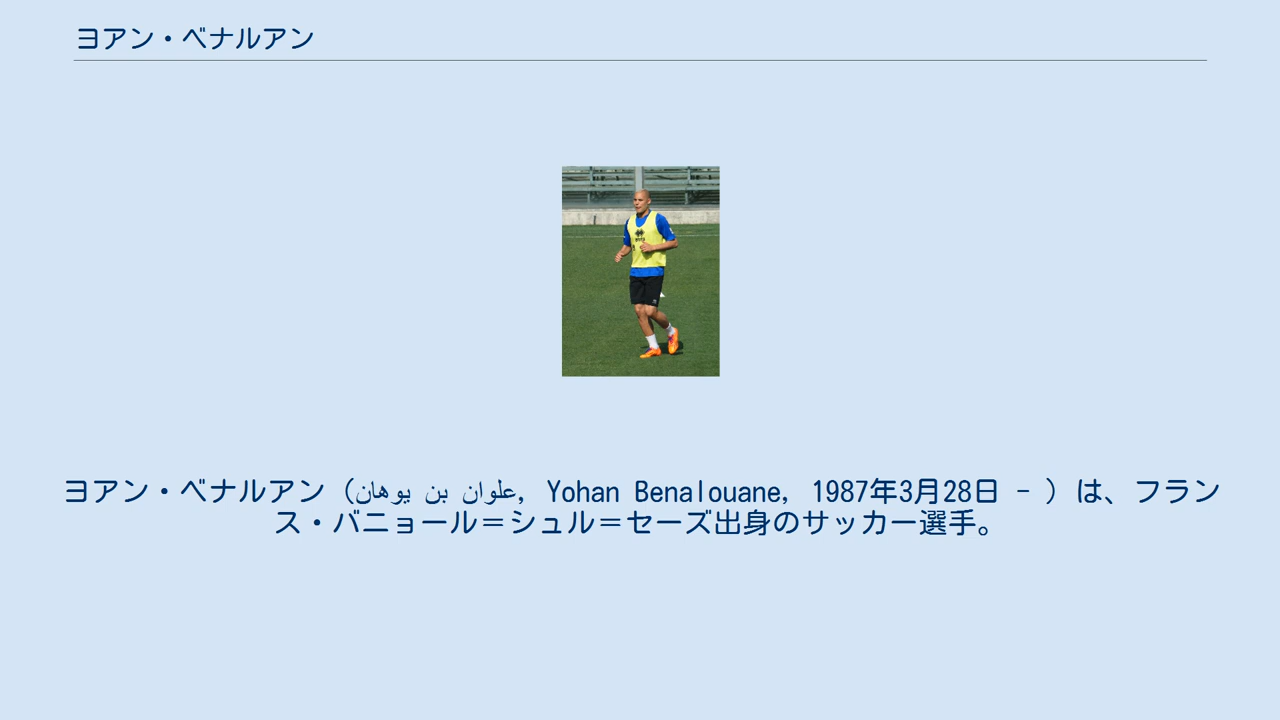 ヨアン・ベナルアン
ヨアン・ベナルアン（علوان بن يوهان, Yohan Benalouane, 1987年3月28日 - ）は、フラン
ス・バニョール＝シュル＝セーズ出身のサッカー選手。